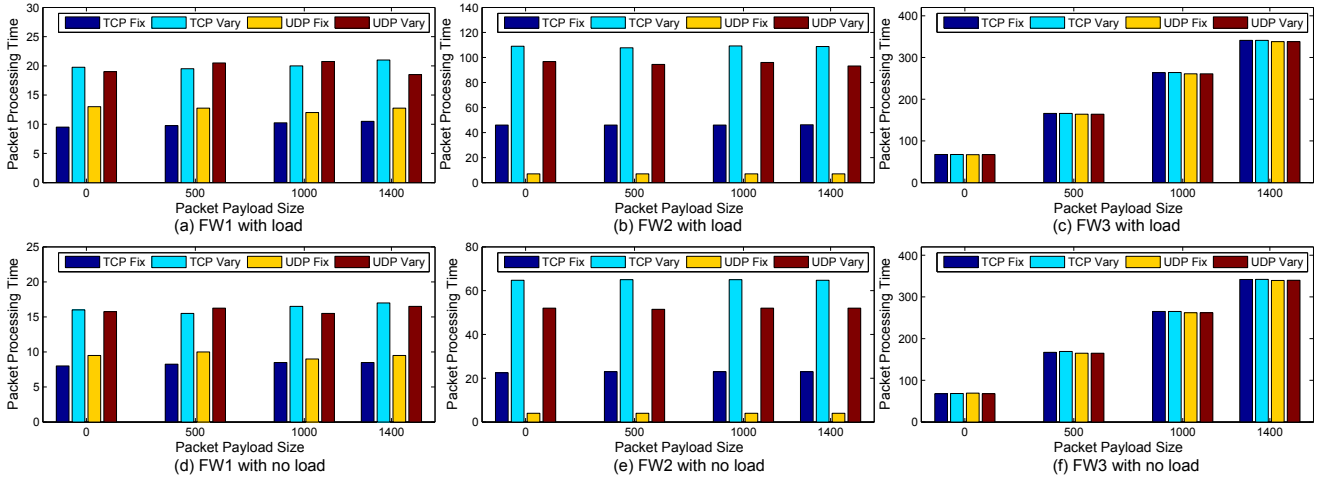 30
25
20
15
10
5
0
Packet Processing Time
TCP Fix TCP Vary UDP Fix UDP Vary
0 500 1000 1400
Packet Payload Size
(a) FW1 with load
140
120
100
80
60
40
20
0
Packet Processing Time
TCP Fix TCP Vary UDP Fix UDP Vary
0 500 1000 1400
Packet Payload Size
(b) FW2 with load
400
300
200
100
0
Packet Processing Time
TCP Fix TCP Vary UDP Fix UDP Vary
0 500 1000 1400
Packet Payload Size
(c) FW3 with load
25
20
15
10
5
0
Packet Processing Time
TCP Fix TCP Vary UDP Fix UDP Vary
0 500 1000 1400
Packet Payload Size
(d) FW1 with no load
80
60
40
20
0
Packet Processing Time
TCP Fix TCP Vary UDP Fix UDP Vary
0 500 1000 1400
Packet Payload Size
(e) FW2 with no load
400
300
200
100
0
Packet Processing Time
TCP Fix TCP Vary UDP Fix UDP Vary
0 500 1000 1400
Packet Payload Size
(f) FW3 with no load